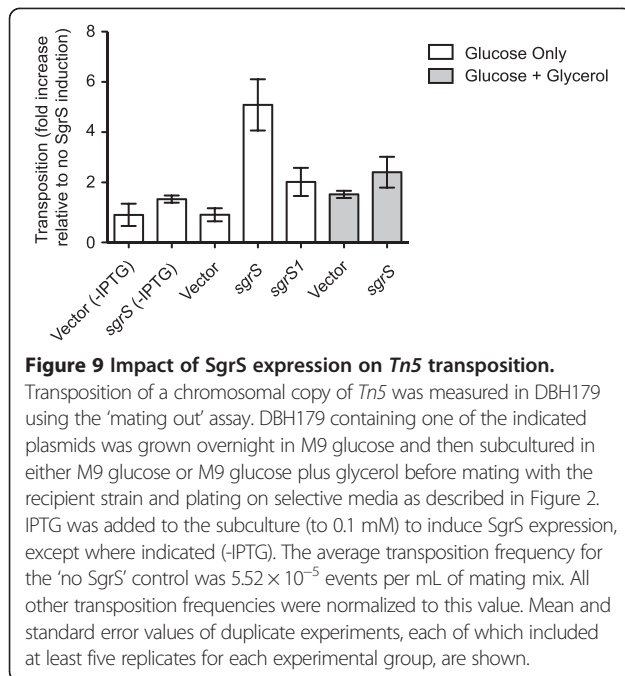 8
6
4
2
0
Transposition (fold increase
relative to no SgrS induction)
Glucose Only
Glucose + Glycerol
Vector (-IPTG)
sgrS (-IPTG)
Vector
sgrS
sgrS1
Vector
sgrS
Figure 9 Impact of SgrS expression on Tn5 transposition.
Transposition of a chromosomal copy of Tn5 was measured in DBH179
using the ‘mating out’ assay. DBH179 containing one of the indicated
plasmids was grown overnight in M9 glucose and then subcultured in
either M9 glucose or M9 glucose plus glycerol before mating with the
recipient strain and plating on selective media as described in Figure 2.
IPTG was added to the subculture (to 0.1 mM) to induce SgrS expression,
except where indicated (-IPTG). The average transposition frequency for
the ‘no SgrS’ control was 5.52 × 10⁻⁵ events per mL of mating mix. All
other transposition frequencies were normalized to this value. Mean and
standard error values of duplicate experiments, each of which included
at least five replicates for each experimental group, are shown.